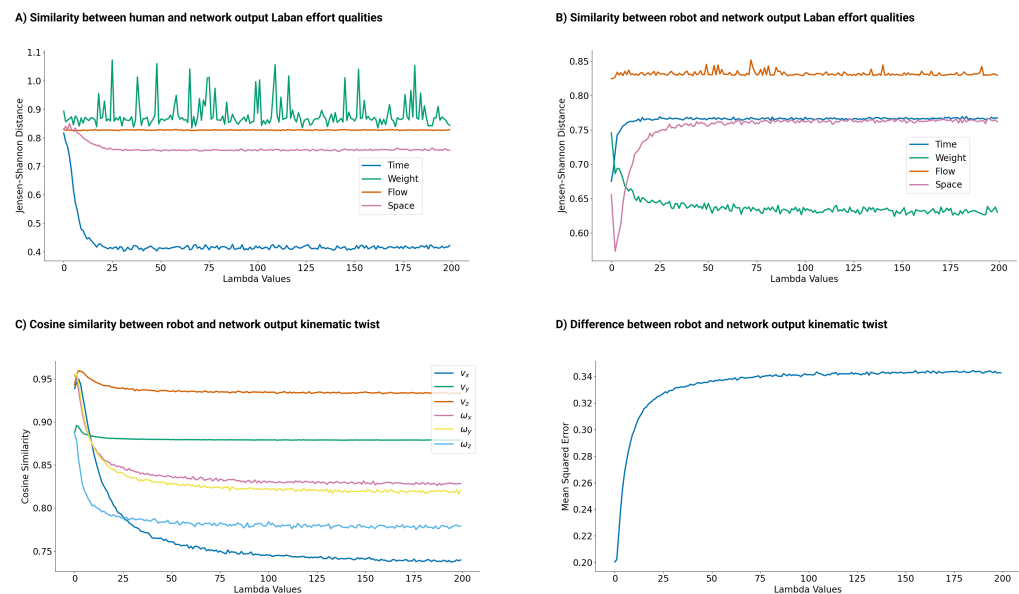 A) Similarity between human and network output Laban effort qualities
1.1
1.0
0.9
0.8
0.7
0.6
0.5
0.4
Jensen–Shannon Distance
Time
Weight
Flow
Space
0 25 50 75 100 125 150 175 200
Lambda Values
B) Similarity between robot and network output Laban effort qualities
0.85
0.80
0.75
0.70
0.65
0.60
Jensen–Shannon Distance
Time
Weight
Flow
Space
0 25 50 75 100 125 150 175 200
Lambda Values
C) Cosine similarity between robot and network output kinematic twist
0.95
0.90
0.85
0.80
0.75
Cosine Similarity
vx
vy
vz
ωx
ωy
ωz
0 25 50 75 100 125 150 175 200
Lambda Values
D) Difference between robot and network output kinematic twist
0.34
0.32
0.30
0.28
0.26
0.24
0.22
0.20
Mean Squared Error
0 25 50 75 100 125 150 175 200
Lambda Values